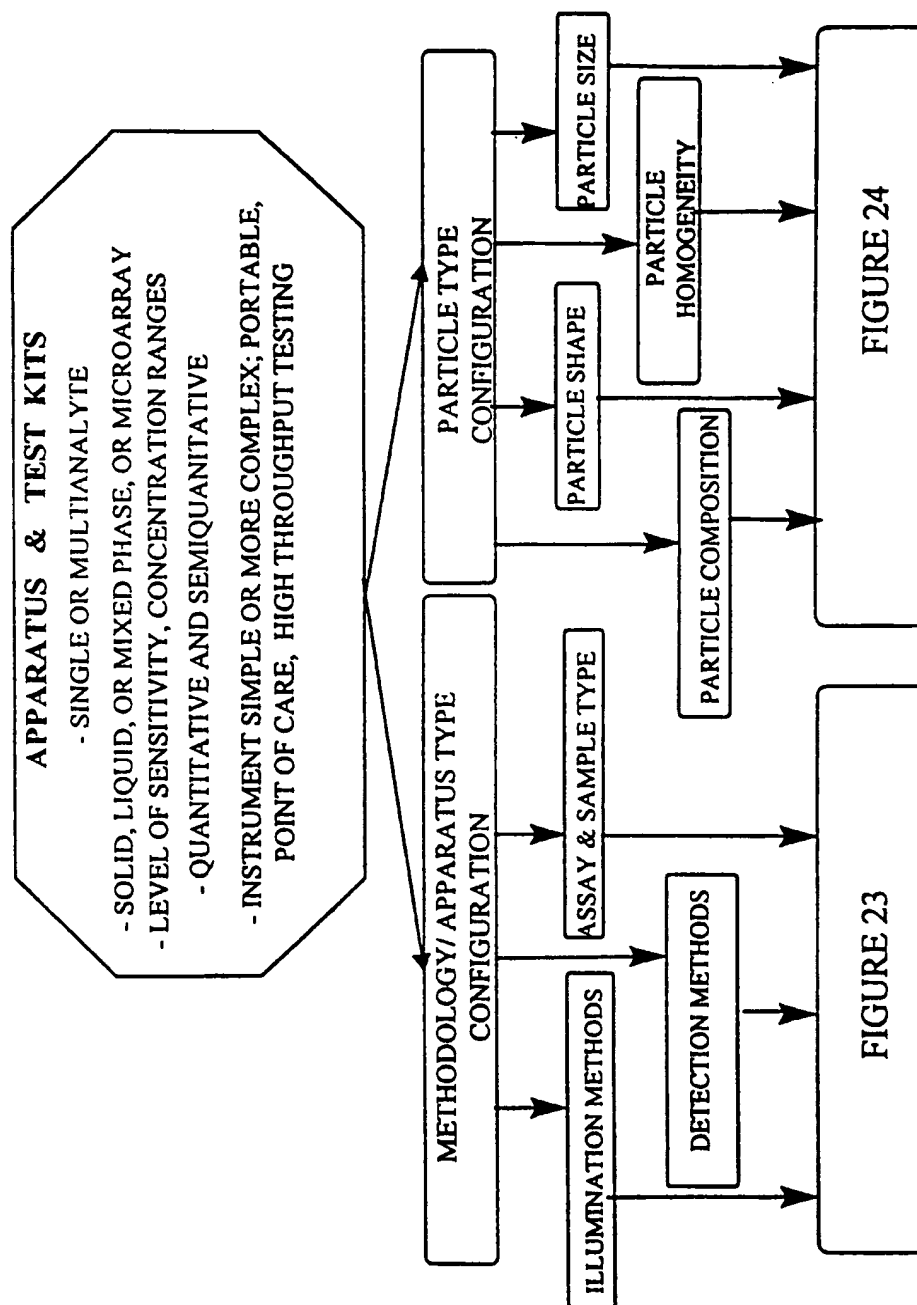 APPARATUS & TEST KITS
- SINGLE OR MULTIANALYTE
- SOLID, LIQUID, OR MIXED PHASE, OR MICROARRAY
- LEVEL OF SENSITIVITY, CONCENTRATION RANGES
- QUANTITATIVE AND SEMIQUANITATIVE
- INSTRUMENT SIMPLE OR MORE COMPLEX; PORTABLE,
POINT OF CARE, HIGH THROUGHPUT TESTING
METHODOLOGY/ APPARATUS TYPE
CONFIGURATION
ILLUMINATION METHODS
DETECTION METHODS
ASSAY & SAMPLE TYPE
FIGURE 23
PARTICLE TYPE
CONFIGURATION
PARTICLE COMPOSITION
PARTICLE SHAPE
PARTICLE
HOMOGENEITY
PARTICLE SIZE
FIGURE 24